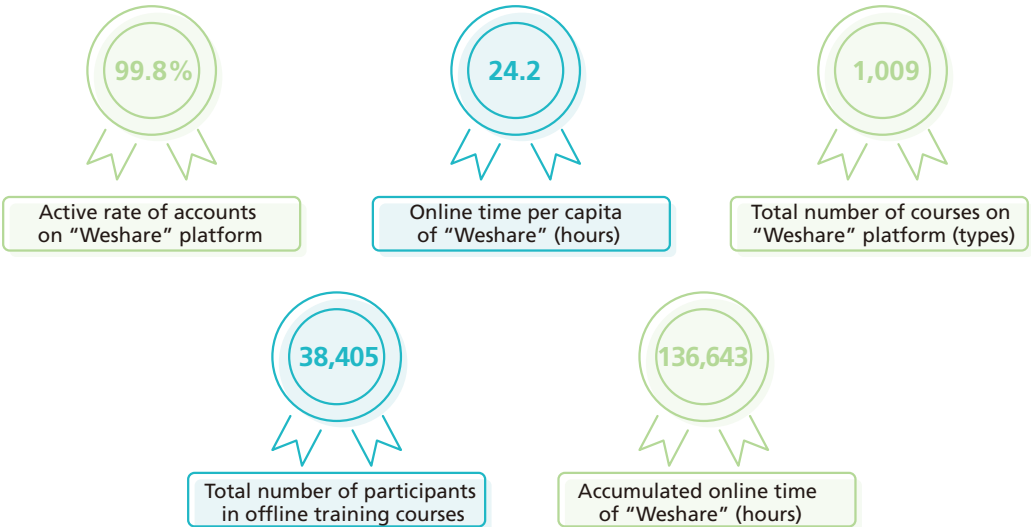 99.8%
24.2
1,009
Active rate of accounts
on “Weshare” platform
Online time per capita
of “Weshare” (hours)
Total number of courses on
“Weshare” platform (types)
38,405
136,643
Total number of participants
in offline training courses
Accumulated online time
of “Weshare” (hours)